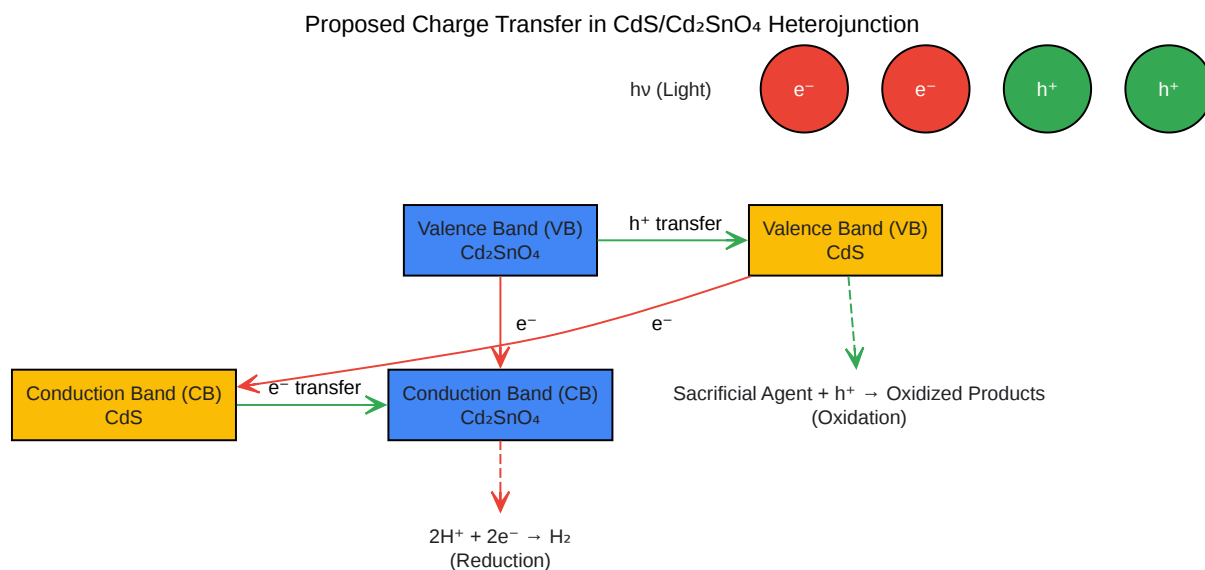 Proposed Charge Transfer in CdS/Cd₂SnO₄ Heterojunction
hν (Light)
e⁻
e⁻
h⁺
h⁺
Valence Band (VB)
Cd₂SnO₄
h⁺ transfer
Valence Band (VB)
CdS
e⁻
e⁻
Conduction Band (CB)
CdS
e⁻ transfer
Conduction Band (CB)
Cd₂SnO₄
Sacrificial Agent + h⁺ → Oxidized Products
(Oxidation)
2H⁺ + 2e⁻ → H₂
(Reduction)